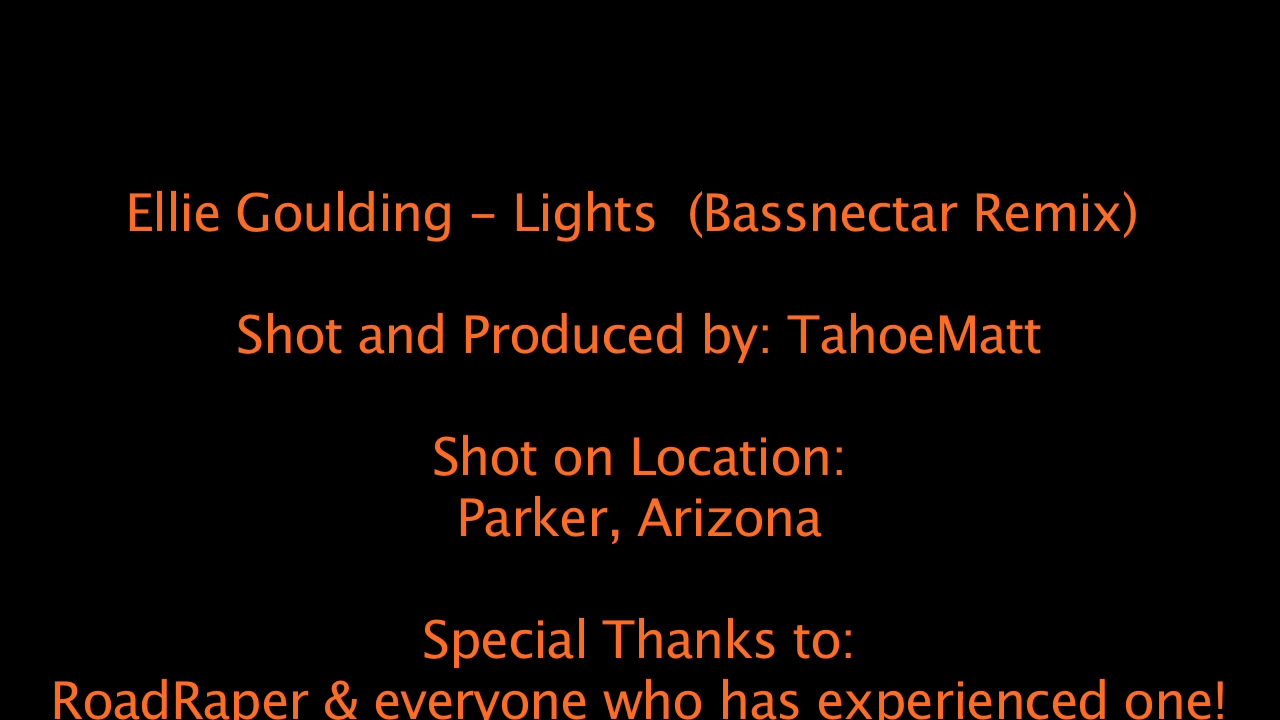 Ellie Goulding - Lights (Bassnectar Remix)
Shot and Produced by: TahoeMatt
Shot on Location:
Parker, Arizona
Special Thanks to:
RoadRaper & everyone who has experienced one!